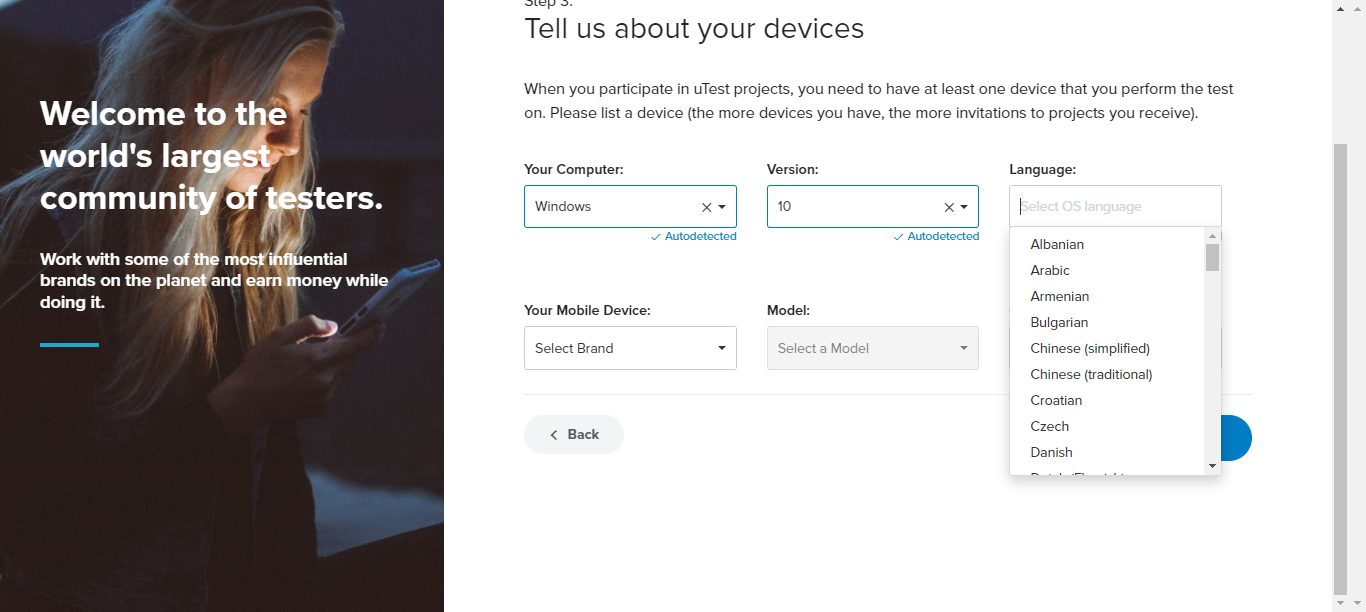 Step 3:
Tell us about your devices
Welcome to the
world's largest
community of testers.
Work with some of the most influential
brands on the planet and earn money while
doing it.
When you participate in uTest projects, you need to have at least one device that you perform the test
on. Please list a device (the more devices you have, the more invitations to projects you receive).
Your Computer:
Version:
Language:
Windows
10
Select OS language
Autodetected
Autodetected
Albanian
Arabic
Armenian
Bulgarian
Chinese (simplified)
Chinese (traditional)
Croatian
Czech
Danish
Your Mobile Device:
Model:
Select Brand
Select a Model
Back